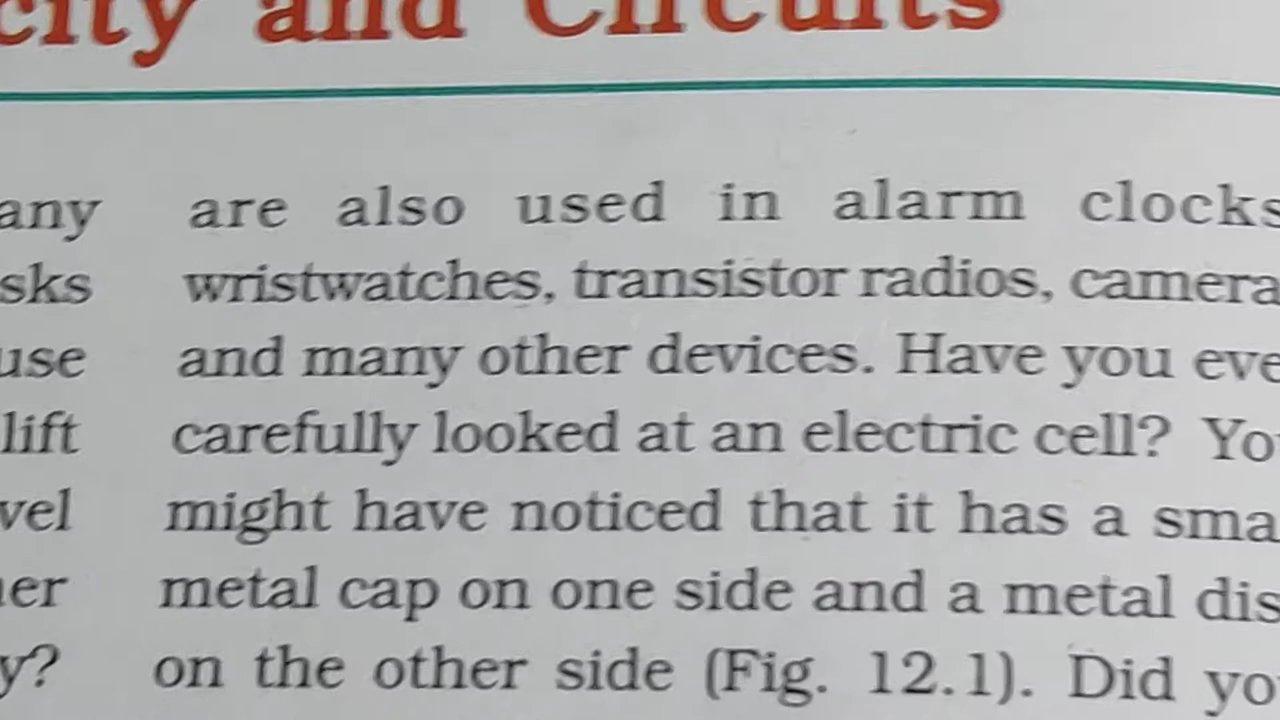 city and Circuits
any
sks
use
lift
vel
her
y?
are also used in alarm clocks
wristwatches, transistor radios, camera
and many other devices. Have you eve
carefully looked at an electric cell? Yo
might have noticed that it has a sma
metal cap on one side and a metal dis
on the other side (Fig. 12.1). Did yo